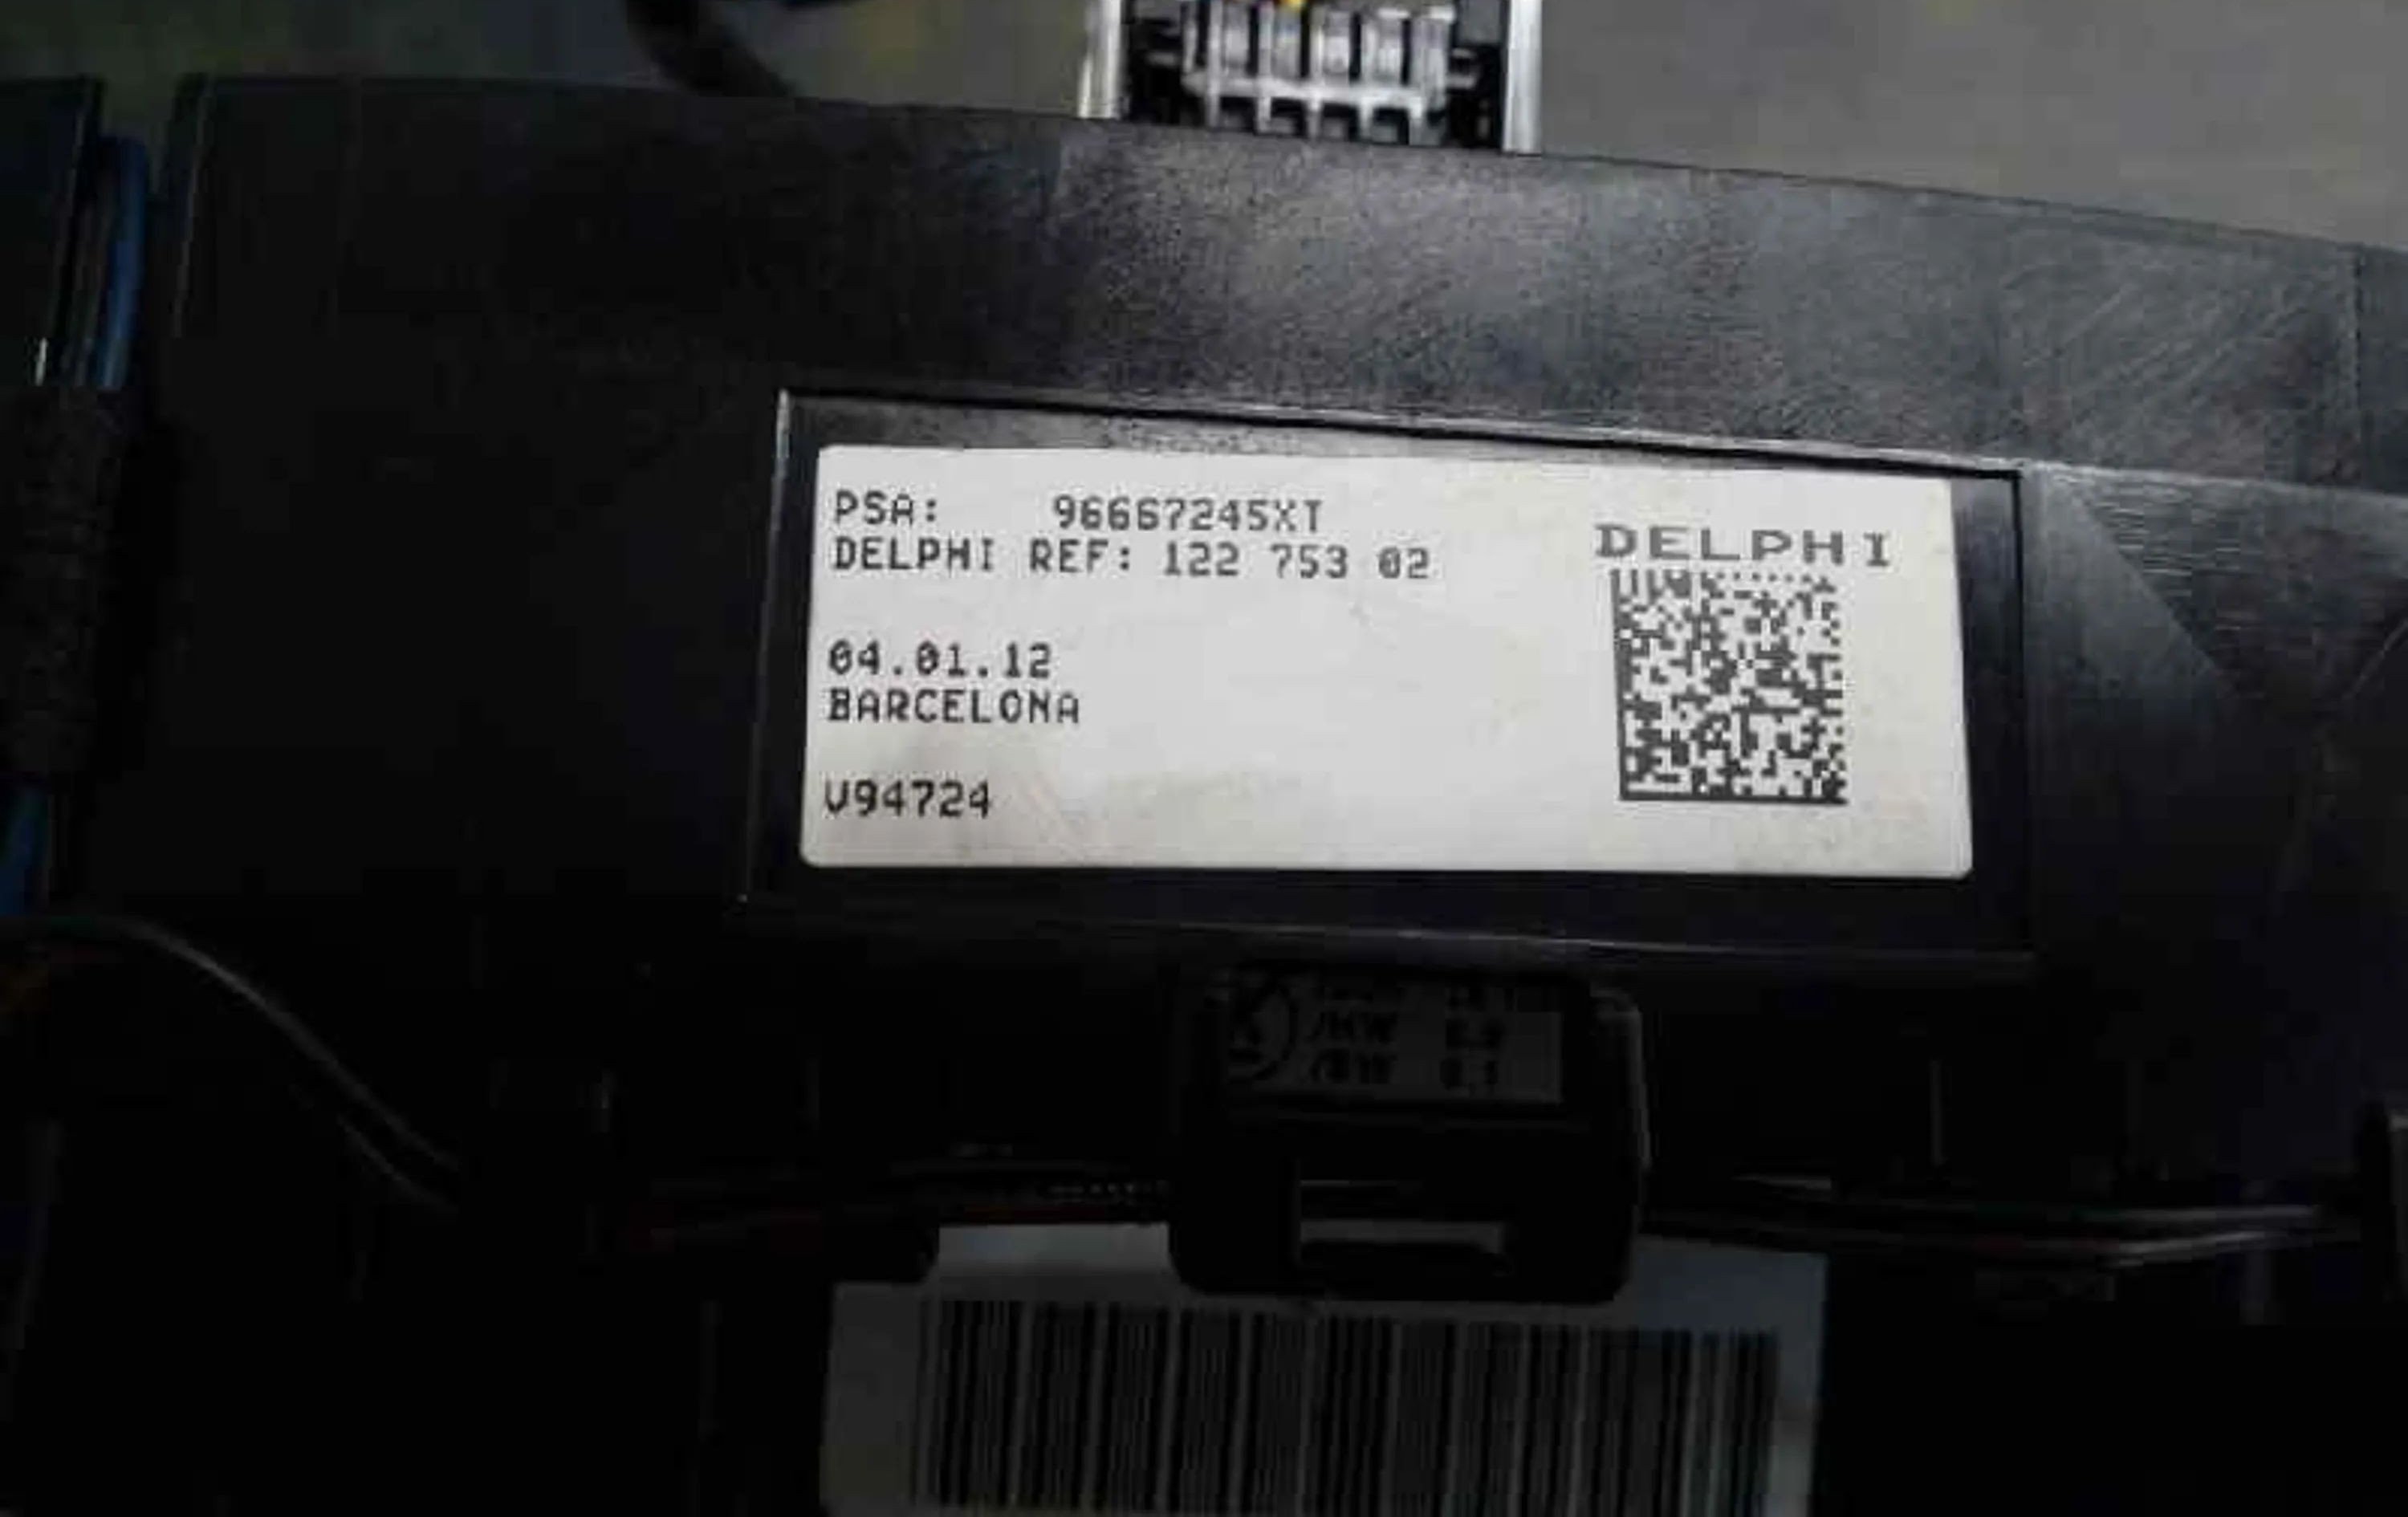 PSA: 96667245XT
DELPHI REF: 122 753 02
DELPHI
04.01.12
BARCELONA
V94724